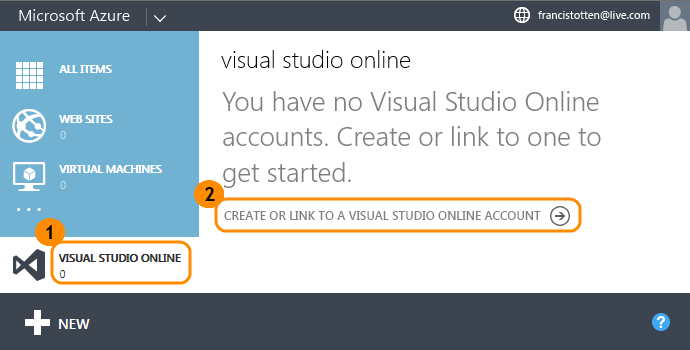 Microsoft Azure
francistotten@live.com
ALL ITEMS
WEB SITES
0
VIRTUAL MACHINES
0
...
1
VISUAL STUDIO ONLINE
0
visual studio online
You have no Visual Studio Online
accounts. Create or link to one to
get started.
2
CREATE OR LINK TO A VISUAL STUDIO ONLINE ACCOUNT
NEW
?